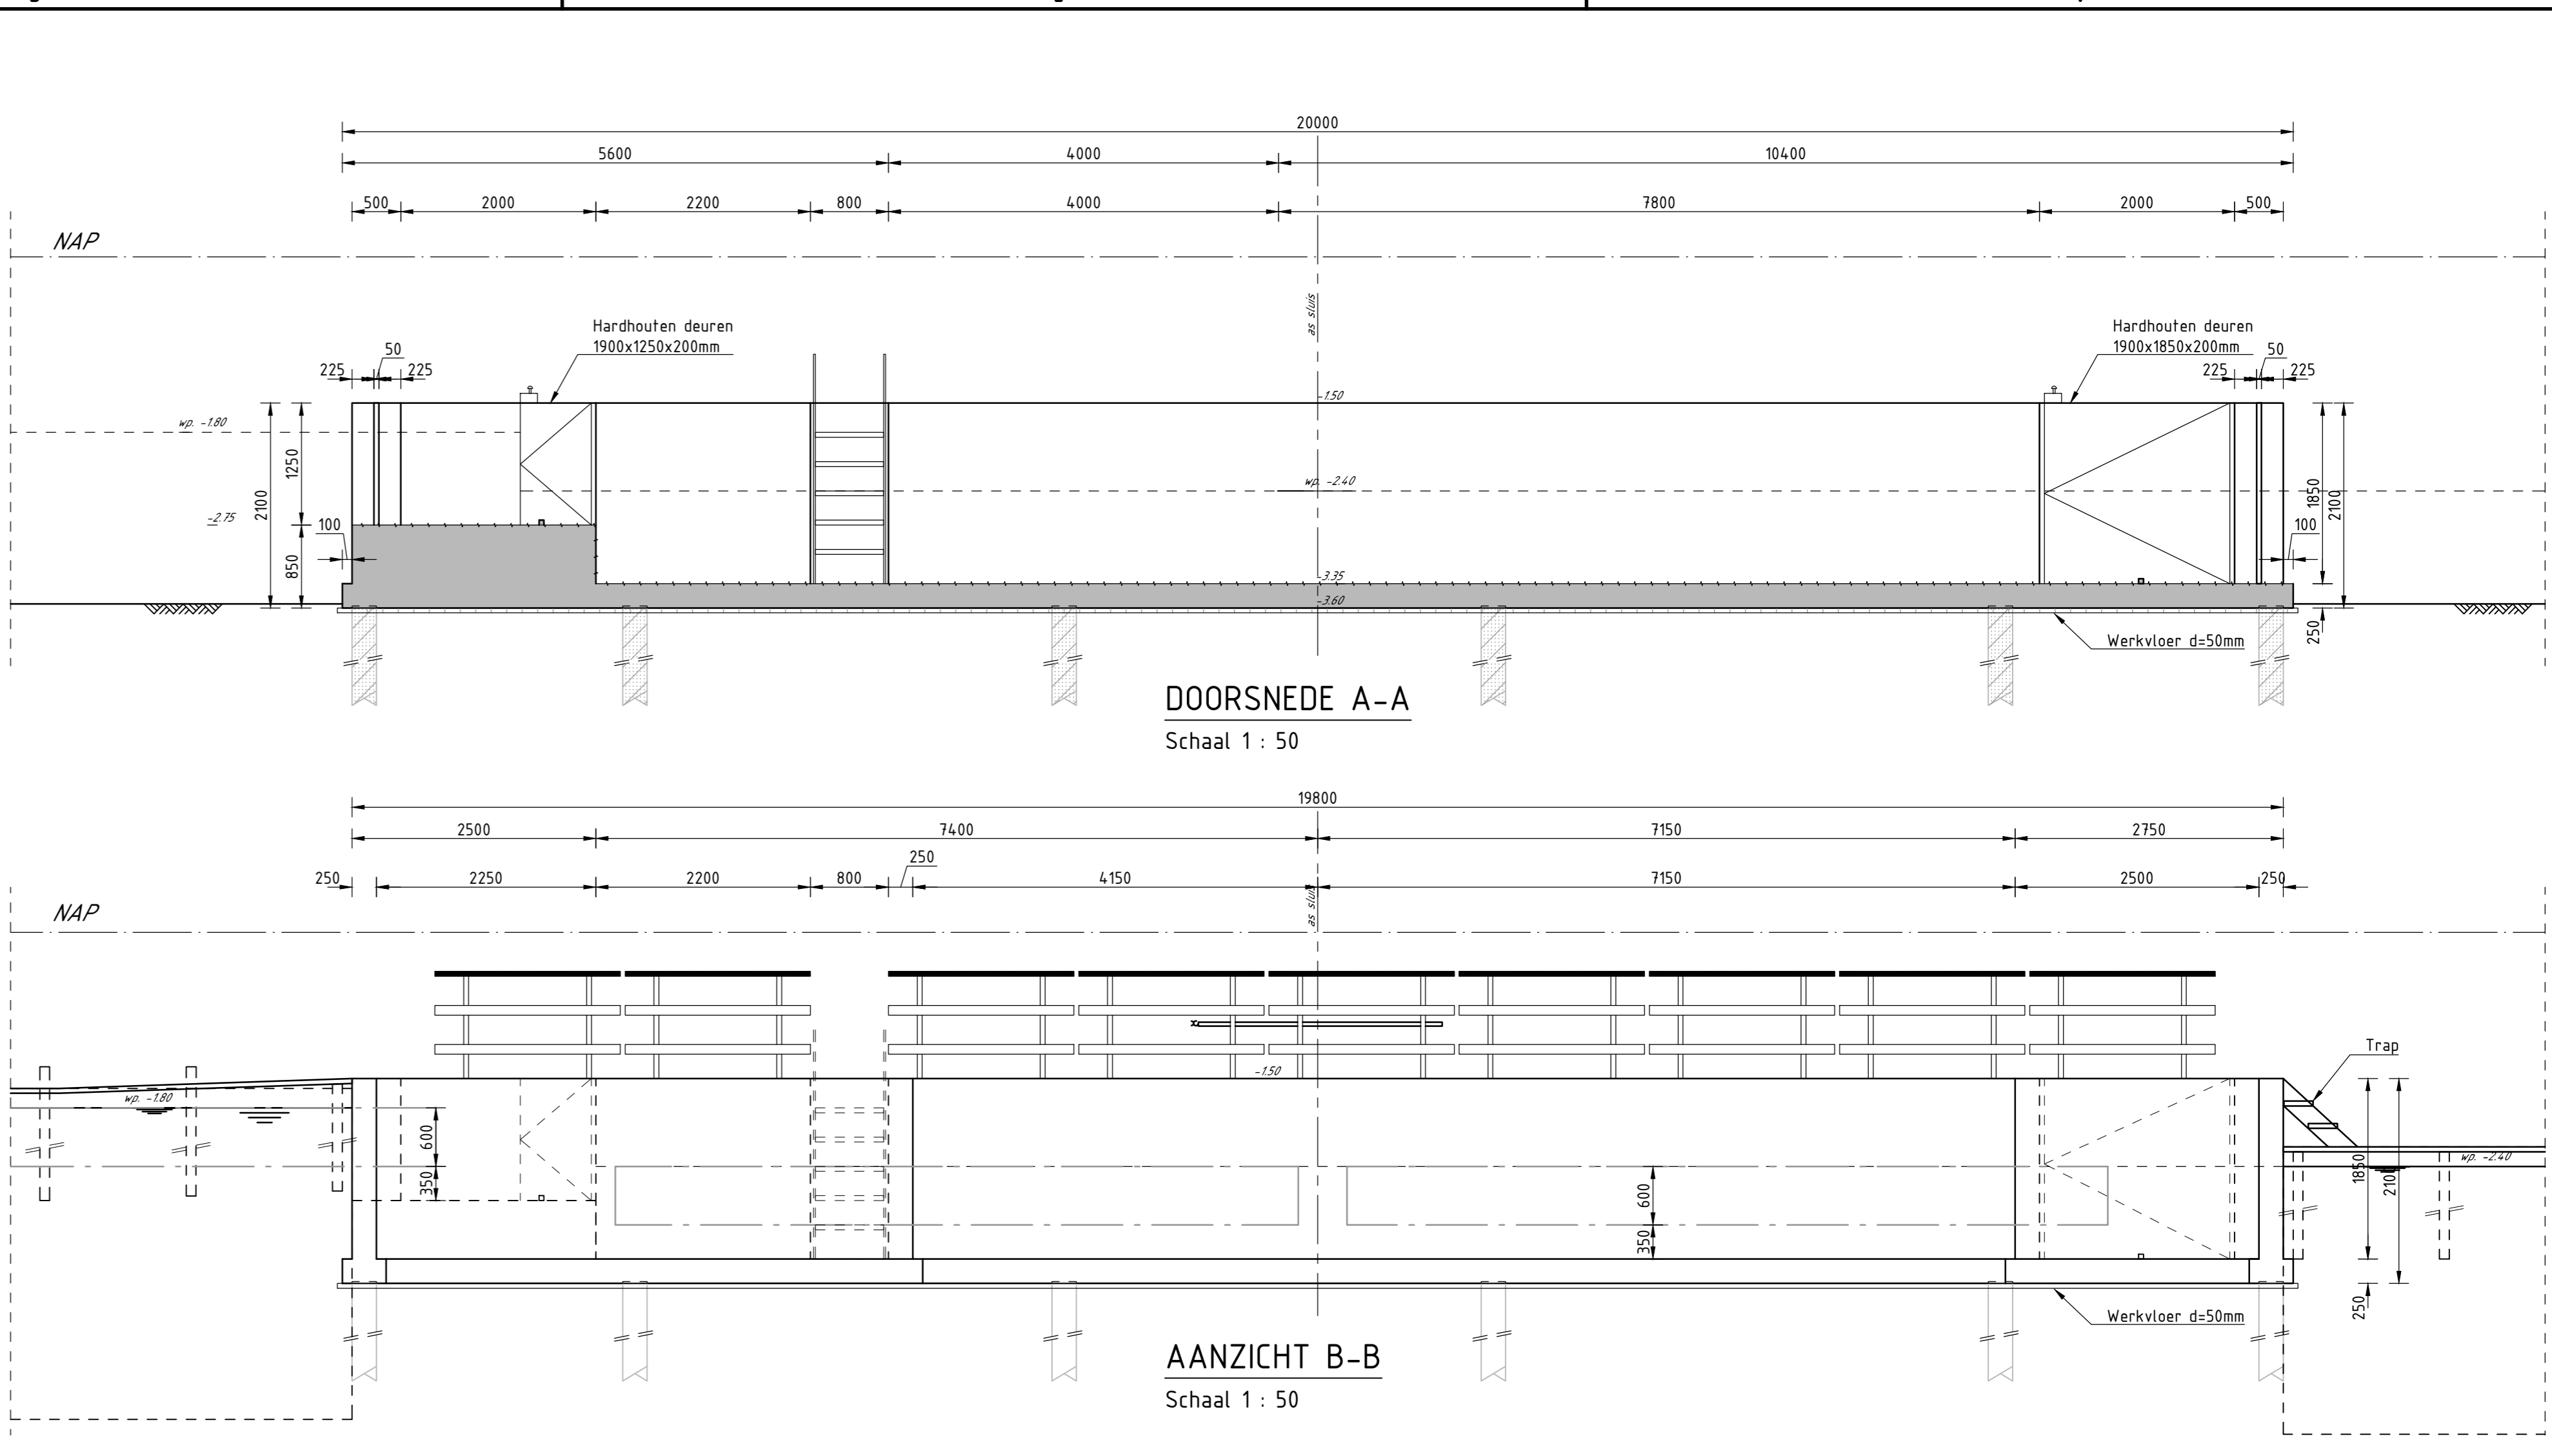 20000
5600 4000 10400
500 2000 2200 800 4000 7800 2000 500
NAP
as sluis
Hardhouten deuren
1900x1250x200mm
Hardhouten deuren
1900x1850x200mm
50
225 225
50
225 225
-1.50
wp. -1.80
wp. -2.40
1250
2100
850
-2.75
100
1850
2100
100
-3.35
-3.60
250
Werkvloer d=50mm
DOORSNEDE A-A
Schaal 1 : 50
19800
2500 7400 7150 2750
250
250 2250 2200 800 4150 7150 2500 250
as sluis
NAP
Trap
-1.50
wp. -1.80
wp. -2.40
600
350
600
350
1850
210
250
Werkvloer d=50mm
AANZICHT B-B
Schaal 1 : 50